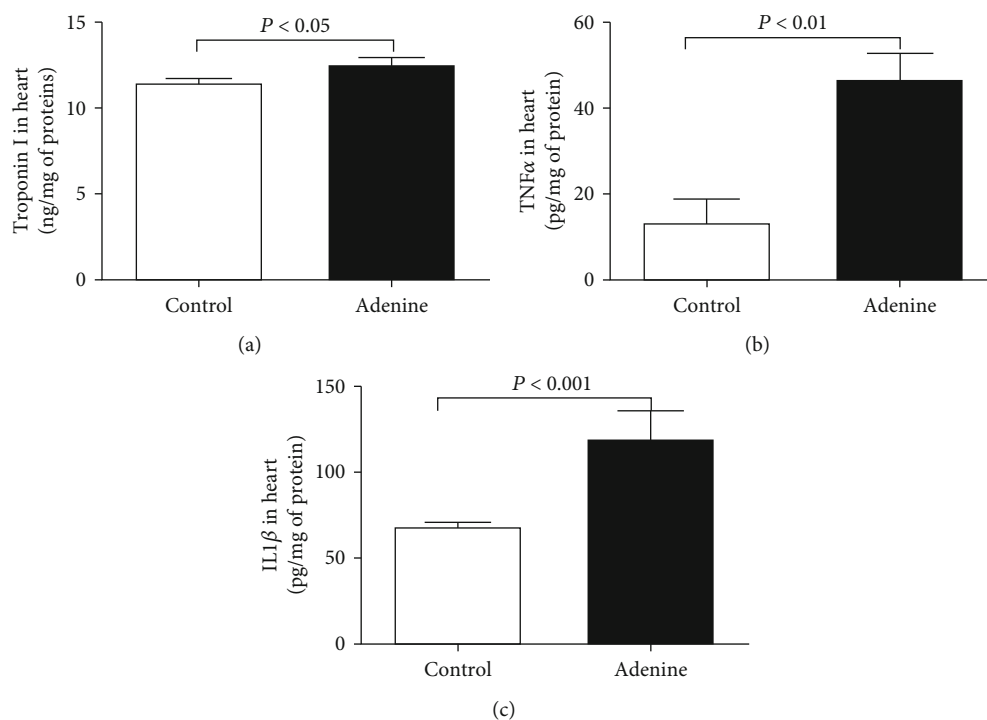 P < 0.05
15
10
5
0
Troponin I in heart
(ng/mg of proteins)
Control
Adenine
(a)
P < 0.01
60
40
20
0
TNFα in heart
(pg/mg of protein)
Control
Adenine
(b)
P < 0.001
150
100
50
0
IL1β in heart
(pg/mg of protein)
Control
Adenine
(c)